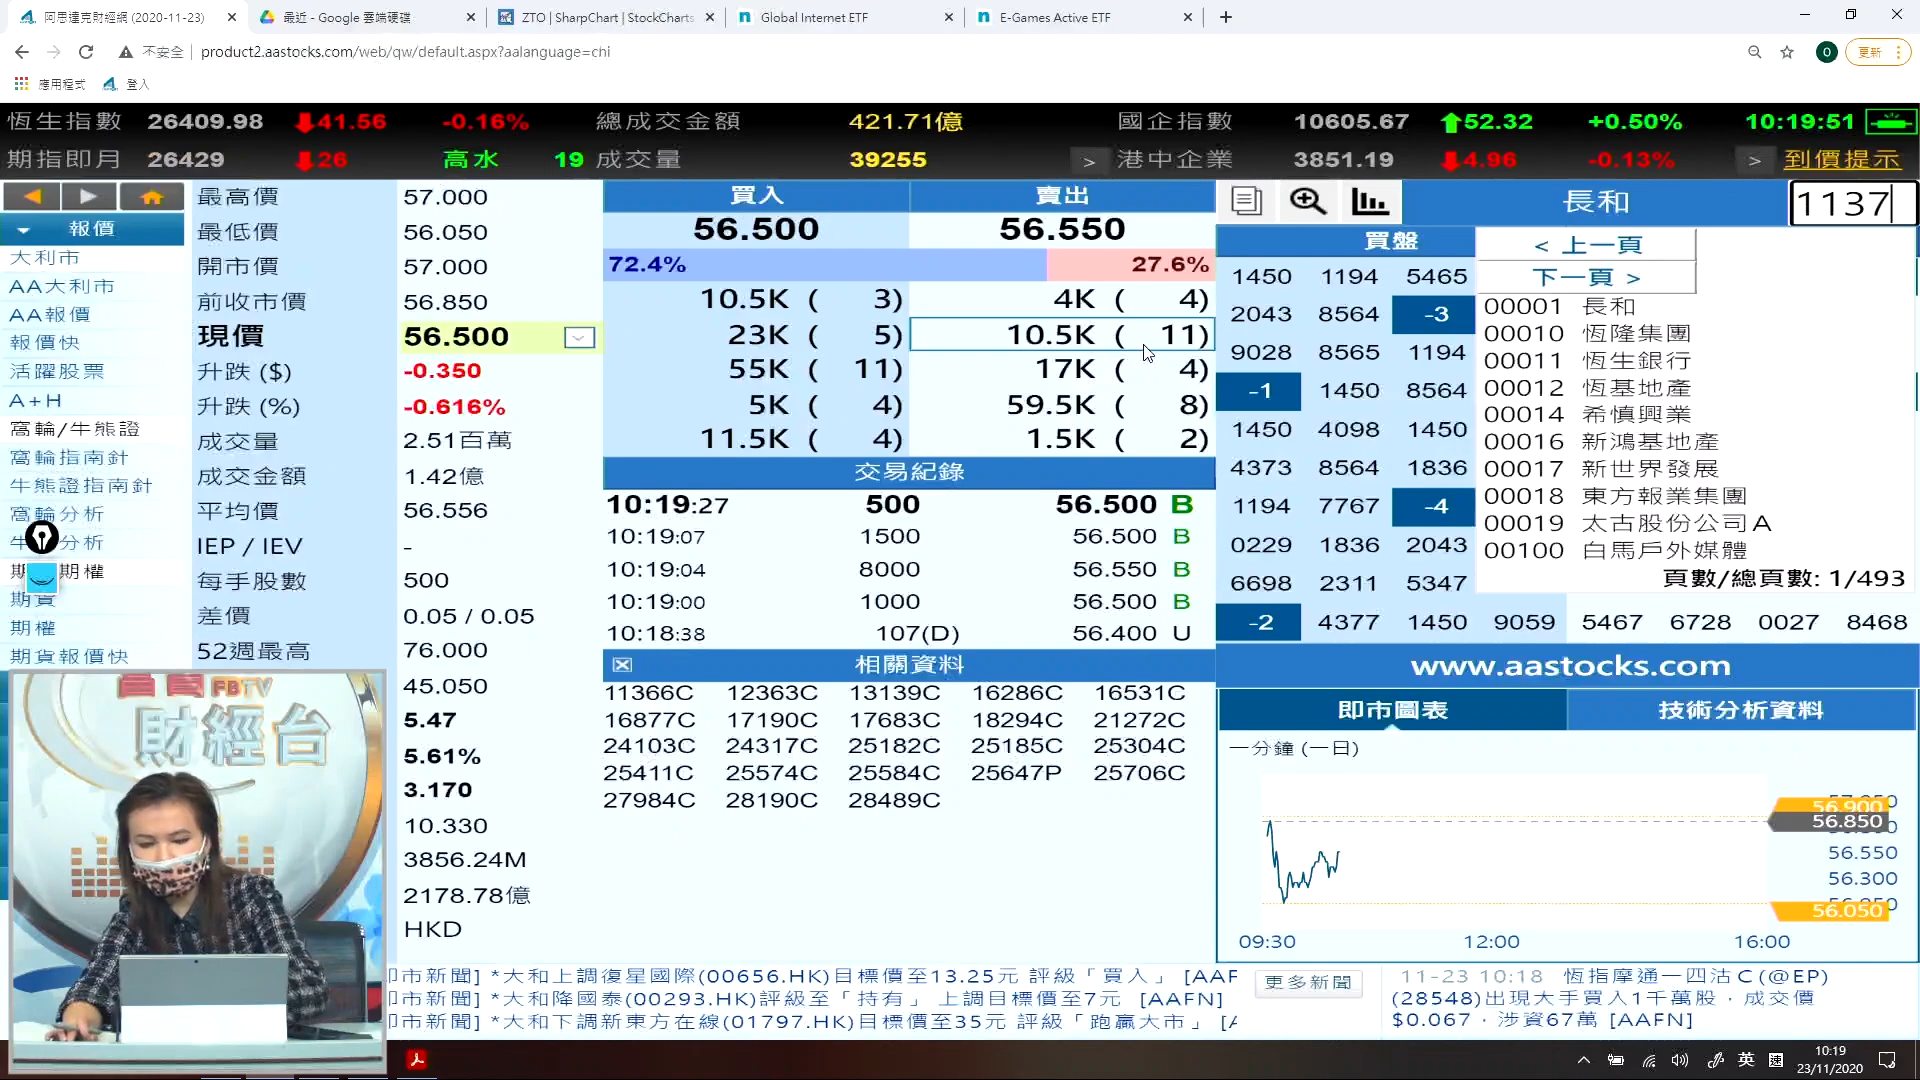 阿思達克財經網 (2020-11-23)
最近 - Google 雲端硬碟
ZTO | SharpChart | StockCharts
Global Internet ETF
E-Games Active ETF
不安全
product2.aastocks.com/web/qw/default.aspx?aalanguage=chi
O
更新
應用程式
登入
恆生指數 26409.98 41.56 -0.16% 總成交金額 421.71億 國企指數 10605.67 52.32 +0.50% 10:19:51
期指即月 26429 26 高水 19 成交量 39255 > 港中企業 3851.19 4.96 -0.13% > 到價提示
報價
大利市
AA大利市
AA報價
報價快
活躍股票
A+H
窩輪/牛熊證
窩輪指南針
牛熊證指南針
窩輪分析
分析
期權
期貨
期權
期貨報價快
最高價 57.000
最低價 56.050
開市價 57.000
前收市價 56.850
現價 56.500
升跌 ($) -0.350
升跌 (%) -0.616%
成交量 2.51百萬
成交金額 1.42億
平均價 56.556
IEP / IEV -
每手股數 500
差價 0.05 / 0.05
52週最高 76.000
45.050
5.47
5.61%
3.170
10.330
3856.24M
2178.78億
HKD
買入 賣出
56.500 56.550
72.4% 27.6%
10.5K ( 3) 4K ( 4)
23K ( 5) 10.5K ( 11)
55K ( 11) 17K ( 4)
5K ( 4) 59.5K ( 8)
11.5K ( 4) 1.5K ( 2)
交易紀錄
10:19:27 500 56.500 B
10:19:07 1500 56.500 B
10:19:04 8000 56.550 B
10:19:00 1000 56.500 B
10:18:38 107(D) 56.400 U
相關資料
11366C 12363C 13139C 16286C 16531C
16877C 17190C 17683C 18294C 21272C
24103C 24317C 25182C 25185C 25304C
25411C 25574C 25584C 25647P 25706C
27984C 28190C 28489C
長和
1137
買盤
1450 1194 5465
2043 8564 -3
9028 8565 1194
-1 1450 8564
1450 4098 1450
4373 8564 1836
1194 7767 -4
0229 1836 2043
6698 2311 5347
-2 4377 1450 9059 5467 6728 0027 8468
< 上一頁
下一頁 >
00001 長和
00010 恆隆集團
00011 恆生銀行
00012 恆基地產
00014 希慎興業
00016 新鴻基地產
00017 新世界發展
00018 東方報業集團
00019 太古股份公司A
00100 白馬戶外媒體
頁數/總頁數: 1/493
www.aastocks.com
即市圖表 技術分析資料
一分鐘 (一日)
56.900
56.850
56.550
56.300
56.050
09:30 12:00 16:00
FBTV
財經台
即市新聞] *大和上調復星國際(00656.HK)目標價至13.25元 評級「買入」 [AAF
即市新聞] *大和降國泰(00293.HK)評級至「持有」 上調目標價至7元 [AAFN]
即市新聞] *大和下調新東方在線(01797.HK)目標價至35元 評級「跑贏大市」 [A
更多新聞
11-23 10:18 恆指摩通一四沽C(@EP)
(28548)出現大手買入1千萬股，成交價
$0.067，涉資67萬 [AAFN]
英
速
10:19
23/11/2020